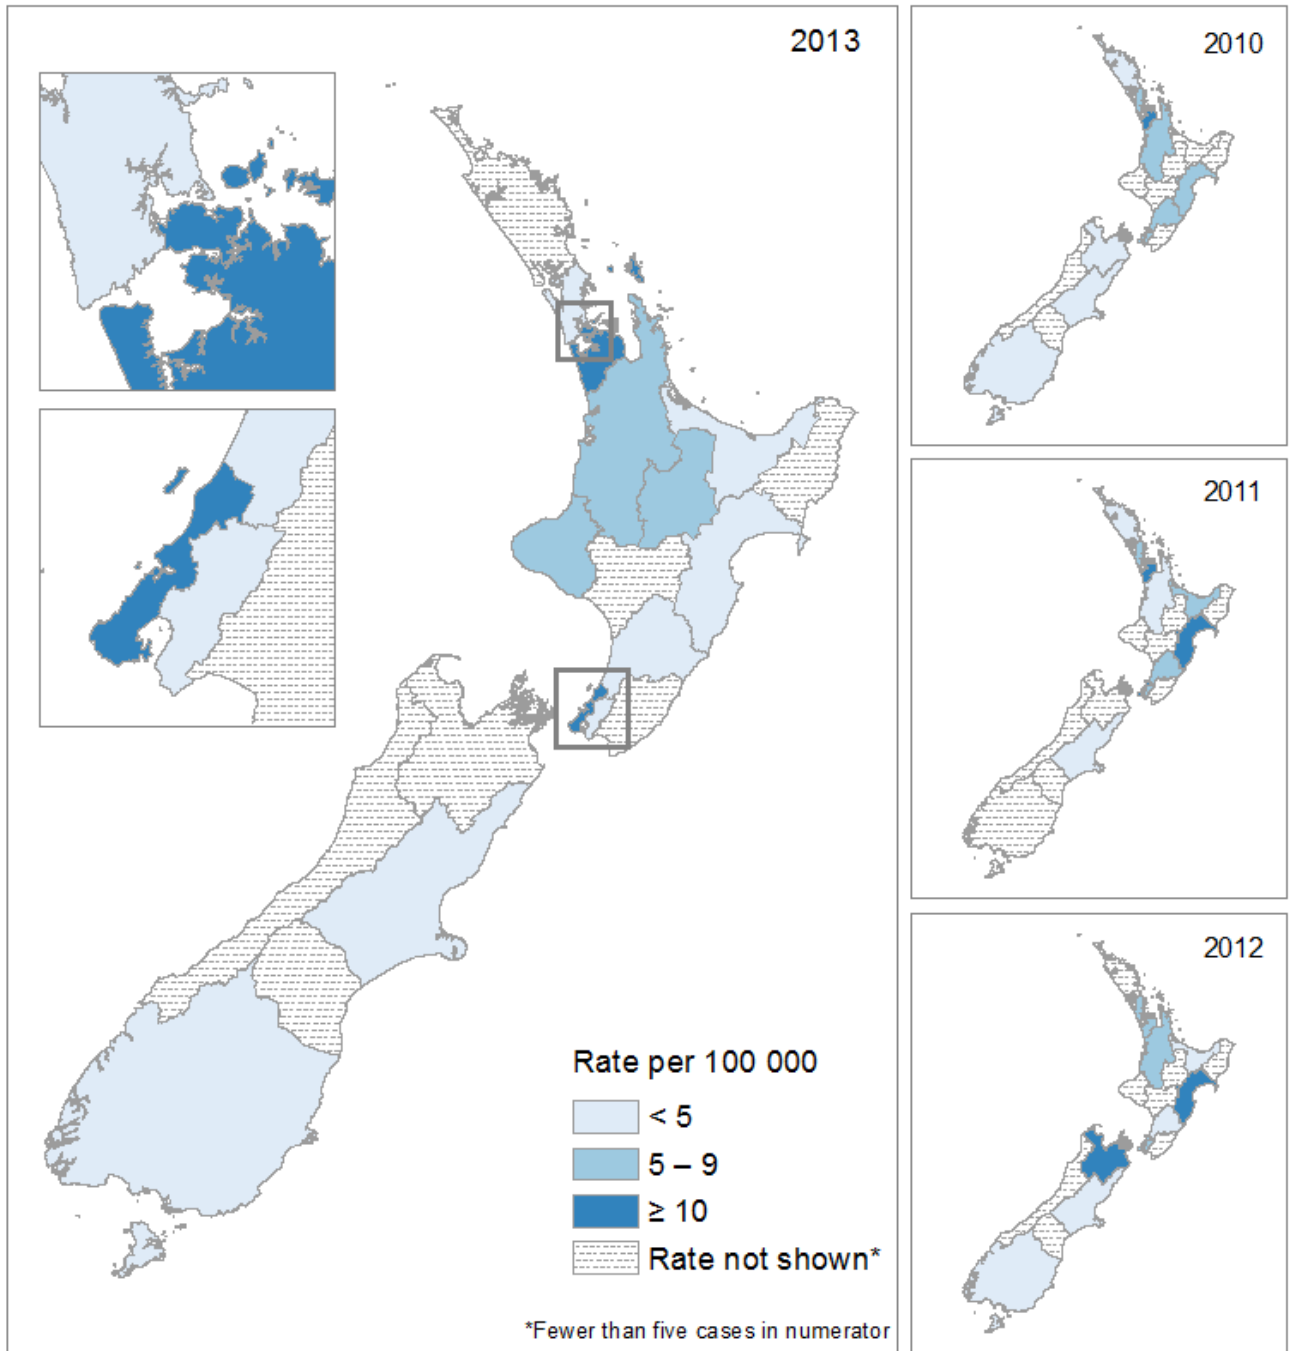 2013
2010
2011
2012
Rate per 100 000
< 5
5 – 9
≥ 10
Rate not shown*
*Fewer than five cases in numerator